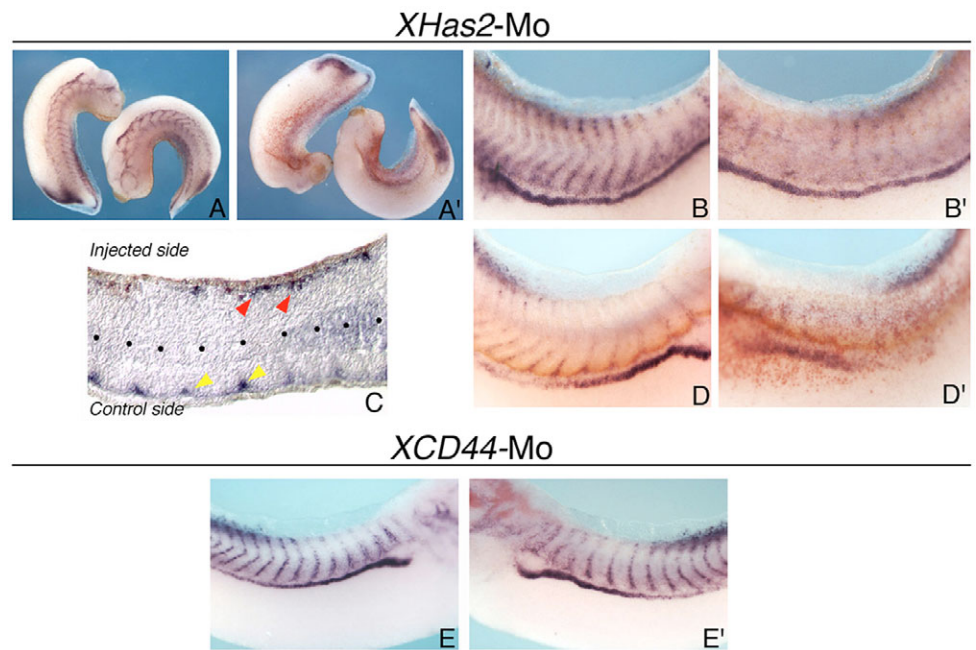 XHas2-Mo
A
A'
B
B'
Injected side
Control side
C
D
D'
XCD44-Mo
E
E'